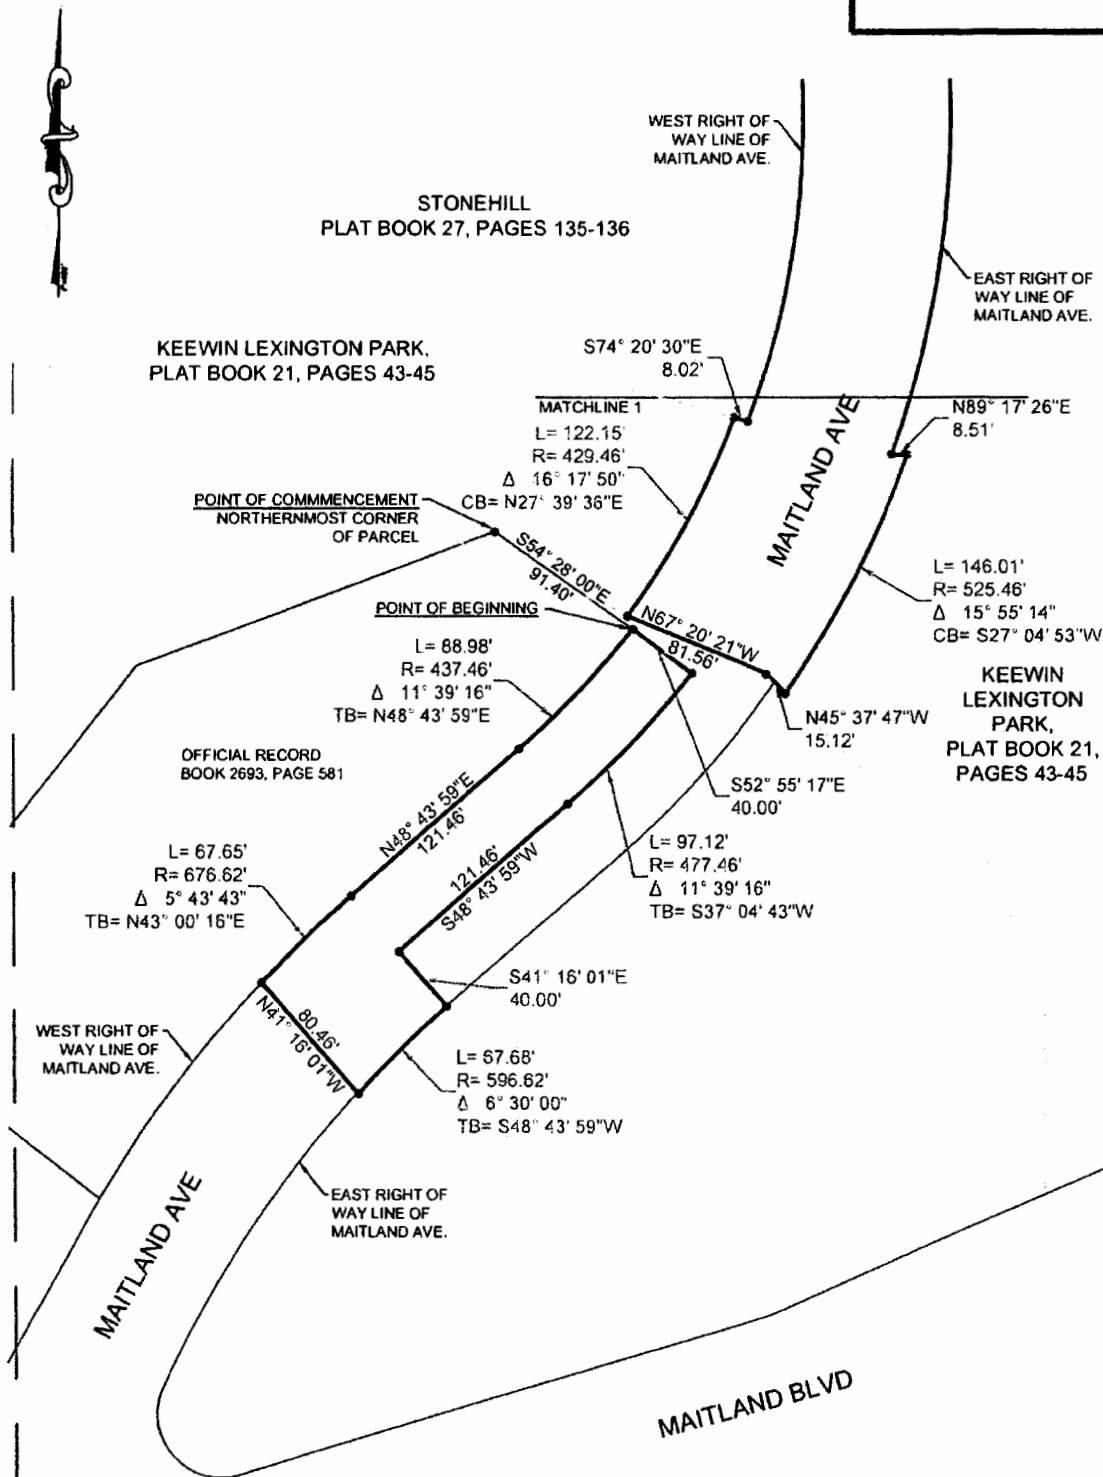 WEST RIGHT OF
WAY LINE OF
MAITLAND AVE.
STONEHILL
PLAT BOOK 27, PAGES 135-136
EAST RIGHT OF
WAY LINE OF
MAITLAND AVE.
KEEWIN LEXINGTON PARK,
PLAT BOOK 21, PAGES 43-45
S74° 20' 30"E
8.02'
MATCHLINE 1
N89° 17' 26"E
8.51'
L= 122.15'
R= 429.46'
Δ 16° 17' 50"
CB= N27° 39' 36"E
MAITLAND AVE
POINT OF COMMMENCEMENT
NORTHERNMOST CORNER
OF PARCEL
S54° 28' 00"E
91.40'
L= 146.01'
R= 525.46'
Δ 15° 55' 14"
CB= S27° 04' 53"W
POINT OF BEGINNING
N67° 20' 21"W
81.56'
L= 88.98'
R= 437.46'
Δ 11° 39' 16"
TB= N48° 43' 59"E
KEEWIN
LEXINGTON
PARK,
PLAT BOOK 21,
PAGES 43-45
N45° 37' 47"W
15.12'
OFFICIAL RECORD
BOOK 2693, PAGE 581
S52° 55' 17"E
40.00'
N48° 43' 59"E
121.46'
121.46'
S48° 43' 59"W
L= 97.12'
R= 477.46'
Δ 11° 39' 16"
TB= S37° 04' 43"W
L= 67.65'
R= 676.62'
Δ 5° 43' 43"
TB= N43° 00' 16"E
S41° 16' 01"E
40.00'
80.46'
N41° 16' 01"W
WEST RIGHT OF
WAY LINE OF
MAITLAND AVE.
L= 67.68'
R= 596.62'
Δ 6° 30' 00"
TB= S48° 43' 59"W
EAST RIGHT OF
WAY LINE OF
MAITLAND AVE.
MAITLAND AVE
MAITLAND BLVD